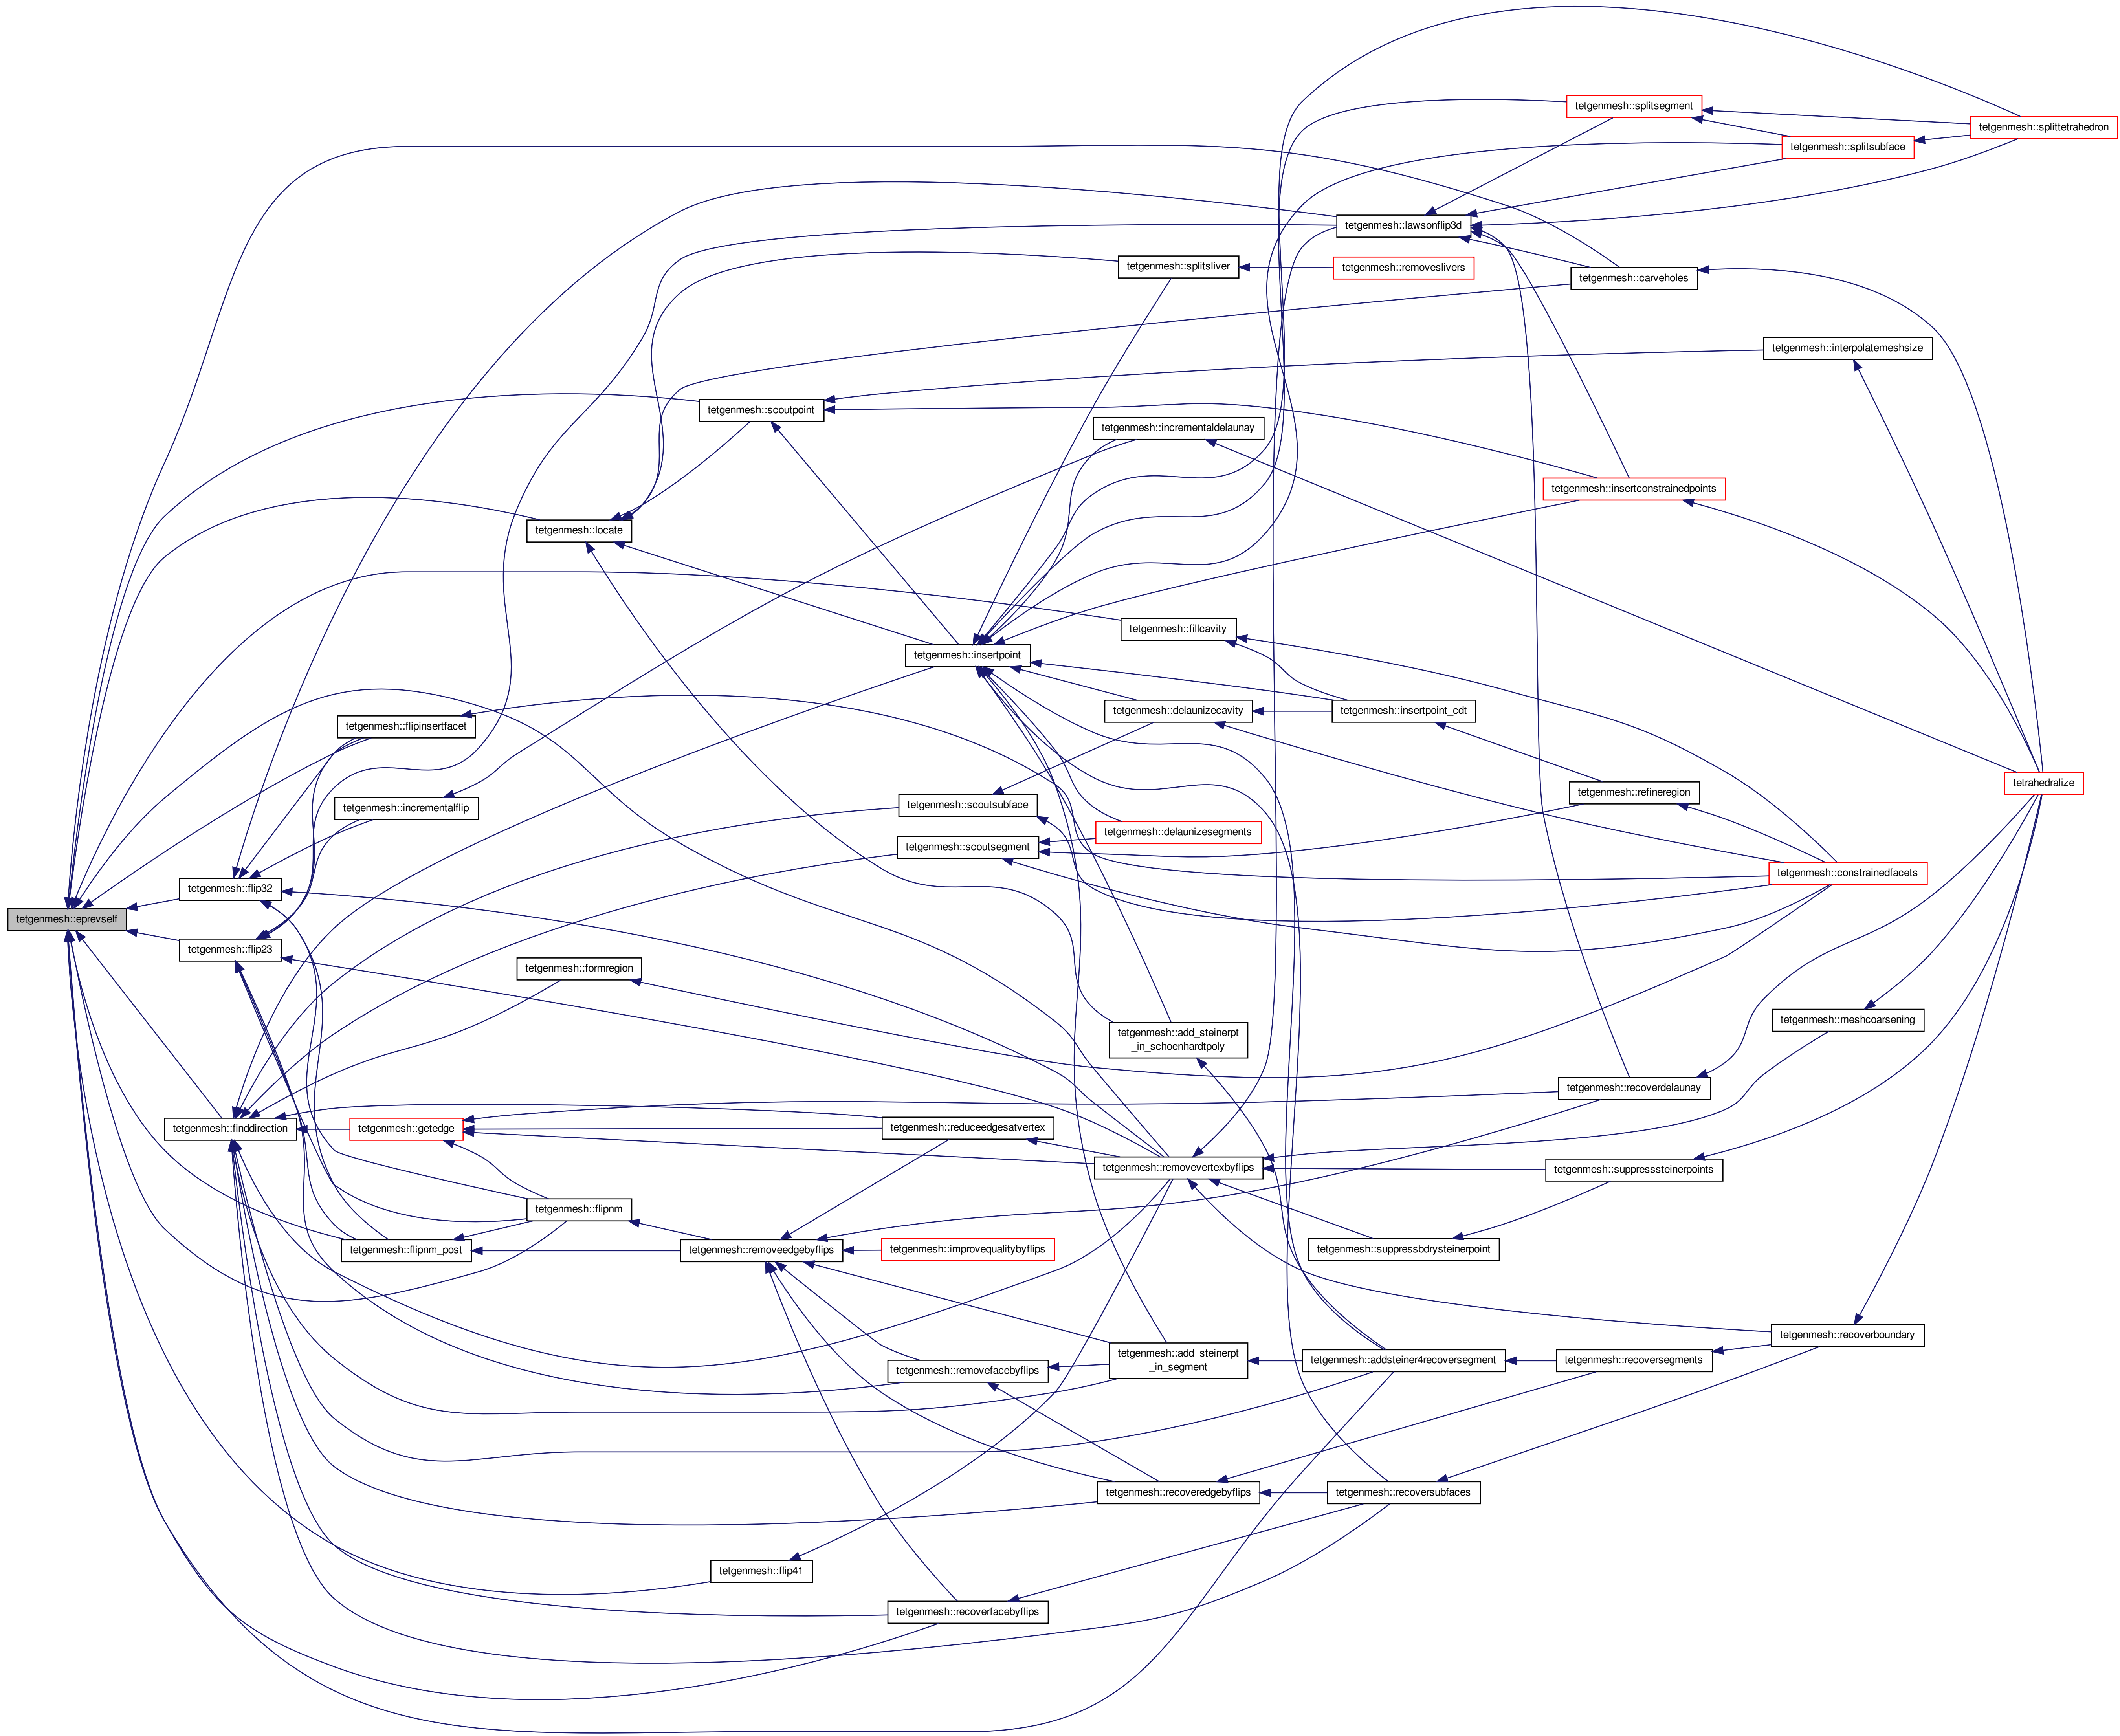 tetgenmesh::splitsegment
tetgenmesh::splittetrahedron
tetgenmesh::splitsubface
tetgenmesh::lawsonflip3d
tetgenmesh::splitsliver
tetgenmesh::removeslivers
tetgenmesh::carveholes
tetgenmesh::interpolatemeshsize
tetgenmesh::scoutpoint
tetgenmesh::incrementaldelaunay
tetgenmesh::insertconstrainedpoints
tetgenmesh::locate
tetgenmesh::fillcavity
tetgenmesh::insertpoint
tetgenmesh::delaunizecavity
tetgenmesh::insertpoint_cdt
tetgenmesh::flipinsertfacet
tetrahedralize
tetgenmesh::refineregion
tetgenmesh::incrementalflip
tetgenmesh::scoutsubface
tetgenmesh::delaunizesegments
tetgenmesh::scoutsegment
tetgenmesh::constrainedfacets
tetgenmesh::flip32
tetgenmesh::eprevself
tetgenmesh::flip23
tetgenmesh::formregion
tetgenmesh::meshcoarsening
tetgenmesh::add_steinerpt
_in_schoenhardtpoly
tetgenmesh::recoverdelaunay
tetgenmesh::finddirection
tetgenmesh::getedge
tetgenmesh::reduceedgesatvertex
tetgenmesh::removevertexbyflips
tetgenmesh::suppresssteinerpoints
tetgenmesh::flipnm
tetgenmesh::flipnm_post
tetgenmesh::removeedgebyflips
tetgenmesh::improvequalitybyflips
tetgenmesh::suppressbdrysteinerpoint
tetgenmesh::recoverboundary
tetgenmesh::add_steinerpt
_in_segment
tetgenmesh::addsteiner4recoversegment
tetgenmesh::recoversegments
tetgenmesh::removefacebyflips
tetgenmesh::recoveredgebyflips
tetgenmesh::recoversubfaces
tetgenmesh::flip41
tetgenmesh::recoverfacebyflips